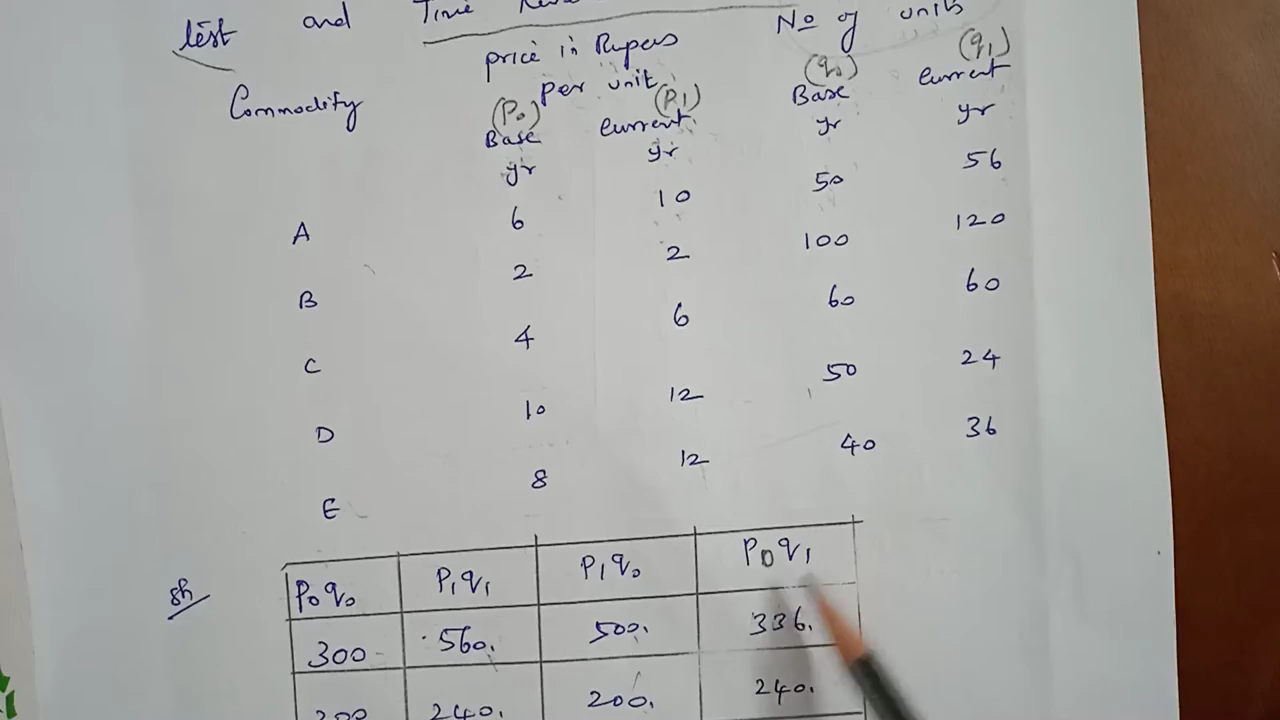 test and Time
price in Rupees No of units
per unit
Commodity (P0) (P1) (q0) (q1)
Base yr Current yr Base yr Current yr
A 6 10 50 56
B 2 2 100 120
C 4 6 60 60
D 10 12 50 24
E 8 12 40 36
P0q0 P1q1 P1q0 P0q1
300 560. 500. 336.
200 240. 200. 240.